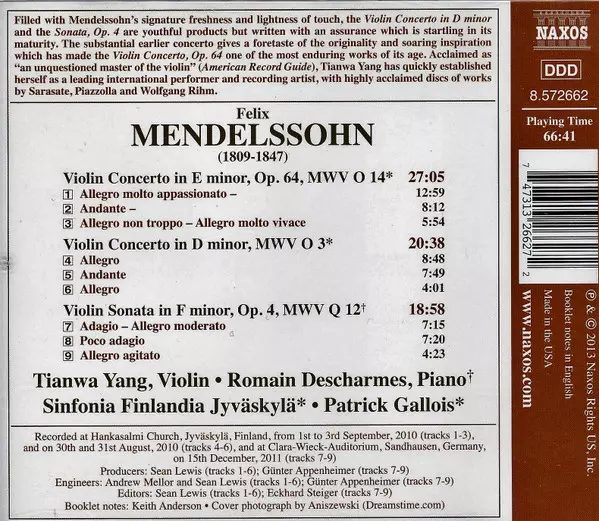 Filled with Mendelssohn's signature freshness and lightness of touch, the Violin Concerto in D minor
and the Sonata, Op. 4 are youthful products but written with an assurance which is startling in its
maturity. The substantial earlier concerto gives a foretaste of the originality and soaring inspiration
which has made the Violin Concerto, Op. 64 one of the most enduring works of its age. Acclaimed as
“an unquestioned master of the violin” (American Record Guide), Tianwa Yang has quickly established
herself as a leading international performer and recording artist, with highly acclaimed discs of works
by Sarasate, Piazzolla and Wolfgang Rihm.
Felix
MENDELSSOHN
(1809-1847)
Violin Concerto in E minor, Op. 64, MWV O 14* 27:05
1 Allegro molto appassionato – 12:59
2 Andante – 8:12
3 Allegro non troppo – Allegro molto vivace 5:54
Violin Concerto in D minor, MWV O 3* 20:38
4 Allegro 8:48
5 Andante 7:49
6 Allegro 4:01
Violin Sonata in F minor, Op. 4, MWV Q 12† 18:58
7 Adagio – Allegro moderato 7:15
8 Poco adagio 7:20
9 Allegro agitato 4:23
Tianwa Yang, Violin • Romain Descharmes, Piano†
Sinfonia Finlandia Jyväskylä* • Patrick Gallois*
Recorded at Hankasalmi Church, Jyväskylä, Finland, from 1st to 3rd September, 2010 (tracks 1-3),
and on 30th and 31st August, 2010 (tracks 4-6), and at Clara-Wieck-Auditorium, Sandhausen, Germany,
on 15th December, 2011 (tracks 7-9)
Producers: Sean Lewis (tracks 1-6); Günter Appenheimer (tracks 7-9)
Engineers: Andrew Mellor and Sean Lewis (tracks 1-6); Günter Appenheimer (tracks 7-9)
Editors: Sean Lewis (tracks 1-6); Eckhard Steiger (tracks 7-9)
Booklet notes: Keith Anderson • Cover photograph by Aniszewski (Dreamstime.com)
NAXOS
DDD
8.572662
Playing Time
66:41
7 47313 26627 2
℗ & © 2013 Naxos Rights US, Inc.
Booklet notes in English
Made in the USA
www.naxos.com